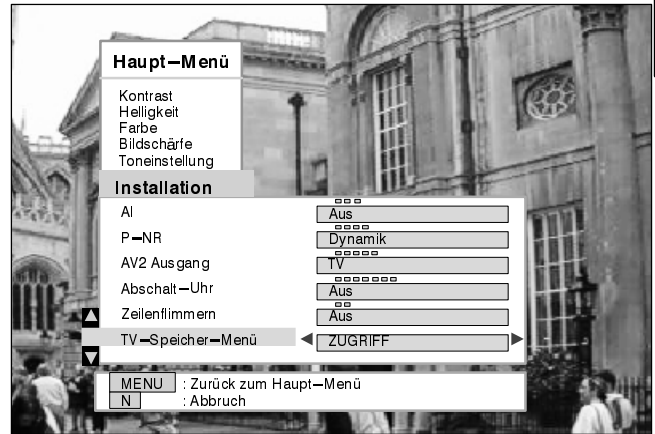 Haupt–Menü
Kontrast
Helligkeit
Farbe
Bildschärfe
Toneinstellung
Installation
AI Aus
P–NR Dynamik
AV2 Ausgang TV
Abschalt–Uhr Aus
Zeilenflimmern Aus
TV–Speicher–Menü ZUGRIFF
MENU : Zurück zum Haupt–Menü
N : Abbruch